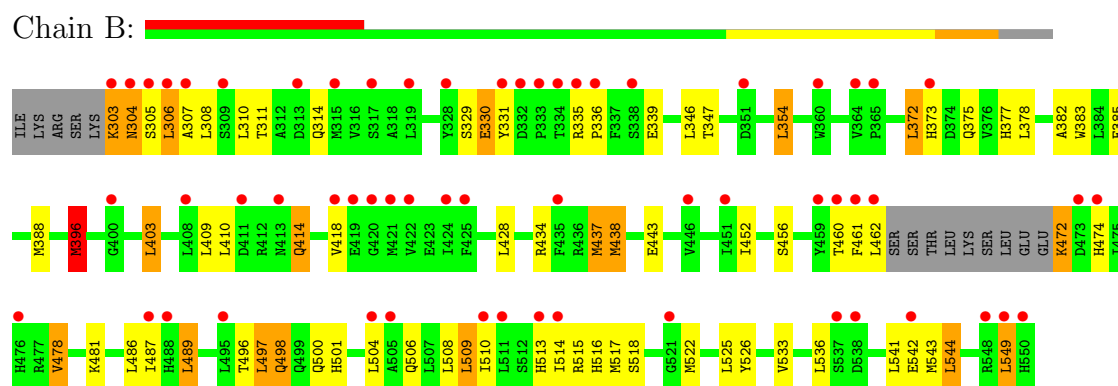 Chain B:
ILE LYS ARG SER LYS K303 N304 S305 L306 A307 L308 S309 L310 T311 A312 D313 Q314 M315 V316 S317 A318 L319 Y328 S329 E330 Y331 D332 P333 T334 R335 P336 F337 S338 E339 L346 T347 D351 L354 W360 V364 P365 L372 H373 D374 Q375 V376 H377 L378 A382 W383 L384 E385
M388 M396 G400 L403 L408 L409 L410 D411 R412 N413 Q414 V418 E419 G420 M421 V422 E423 I424 F425 L428 R434 F435 R436 M437 M438 E443 V446 I451 I452 S456 Y459 T460 F461 L462 SER SER THR LEU LYS SER LEU GLU GLU K472 D473 H474 I475
H476 R477 V478 K481 L486 I487 H488 L489 L495 T496 L497 Q498 Q499 Q500 H501 L504 A505 Q506 L507 L508 L509 I510 L511 S512 H513 I514 R515 H516 M517 S518 G521 M522 L525 Y526 V533 L536 S537 D538 L541 E542 M543 L544 R548 L549 H550